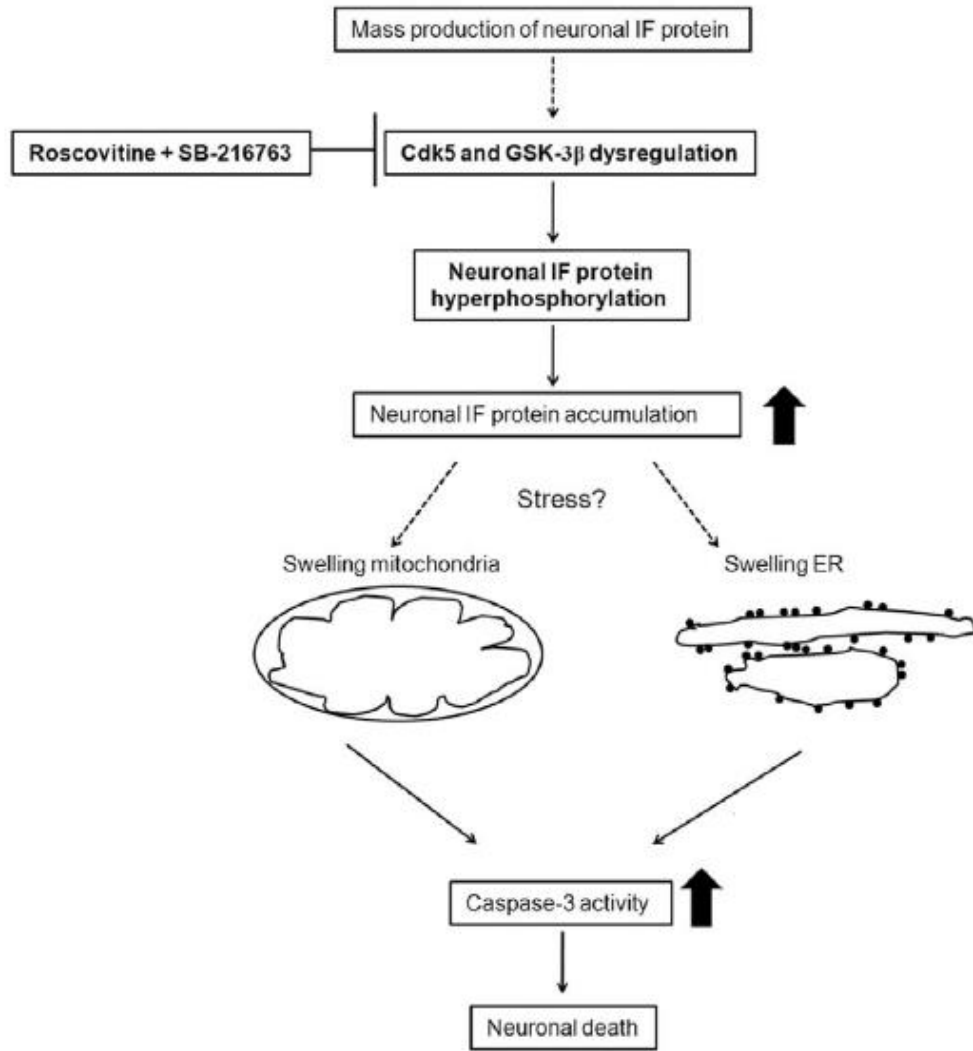 Mass production of neuronal IF protein
Roscovitine + SB-216763
Cdk5 and GSK-3β dysregulation
Neuronal IF protein
hyperphosphorylation
Neuronal IF protein accumulation
Stress?
Swelling mitochondria
Swelling ER
Caspase-3 activity
Neuronal death